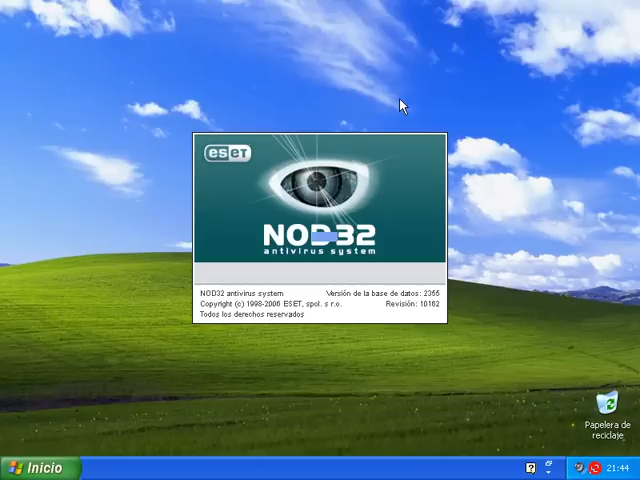 eseT
NOD32
antivirus system
NOD32 antivirus system Versión de la base de datos: 2355
Copyright (c) 1998-2006 ESET, spol. s r.o. Revisión: 10162
Todos los derechos reservados
Papelera de
reciclaje
Inicio
21:44